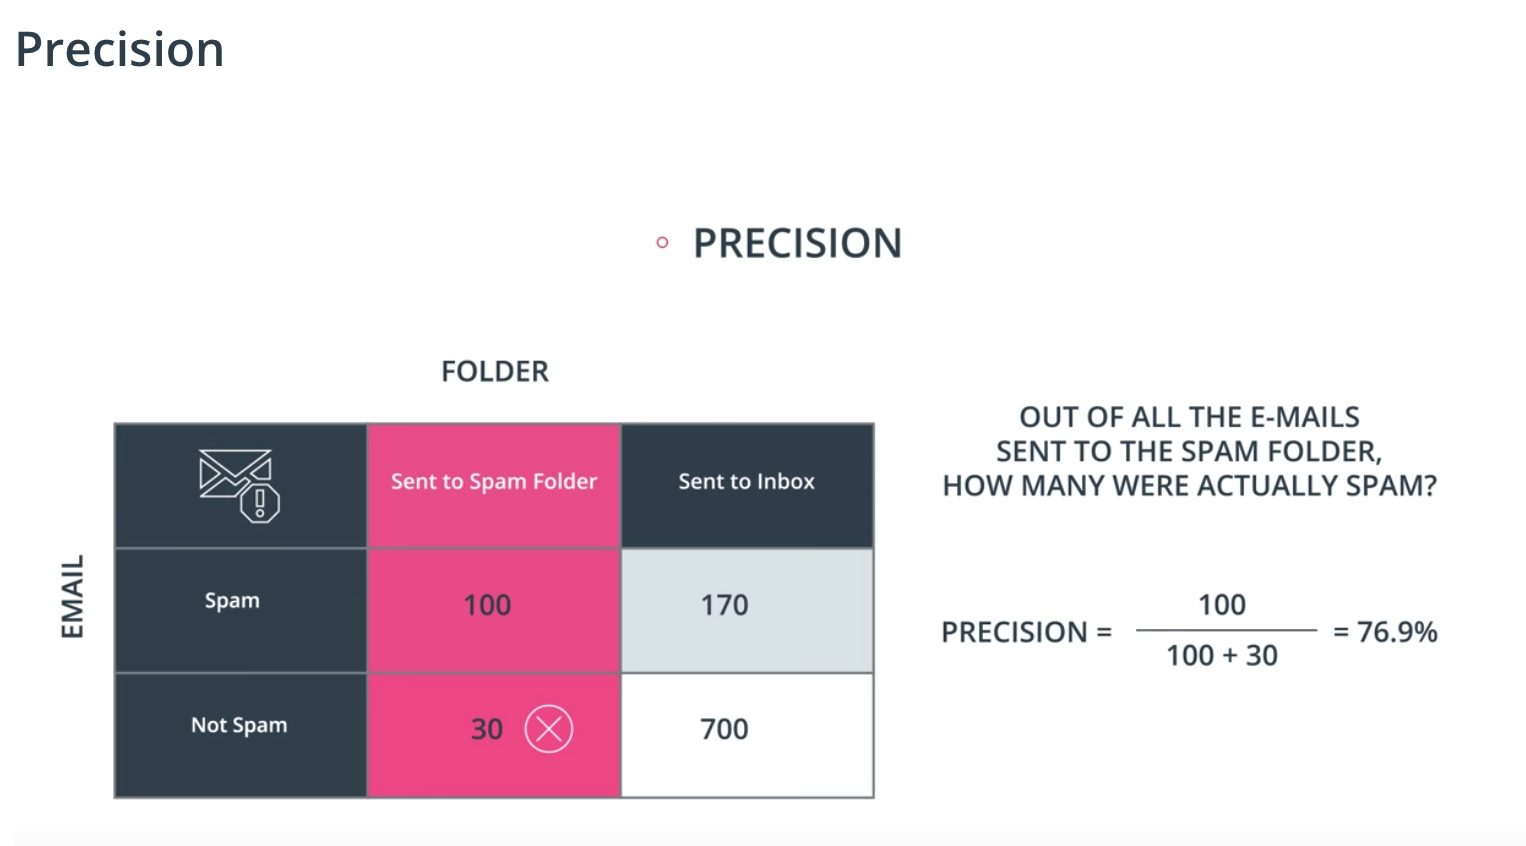 Precision
PRECISION
FOLDER
EMAIL
Sent to Spam Folder
Sent to Inbox
Spam
100
170
Not Spam
30
700
OUT OF ALL THE E-MAILS
SENT TO THE SPAM FOLDER,
HOW MANY WERE ACTUALLY SPAM?
100
PRECISION = = 76.9%
100 + 30